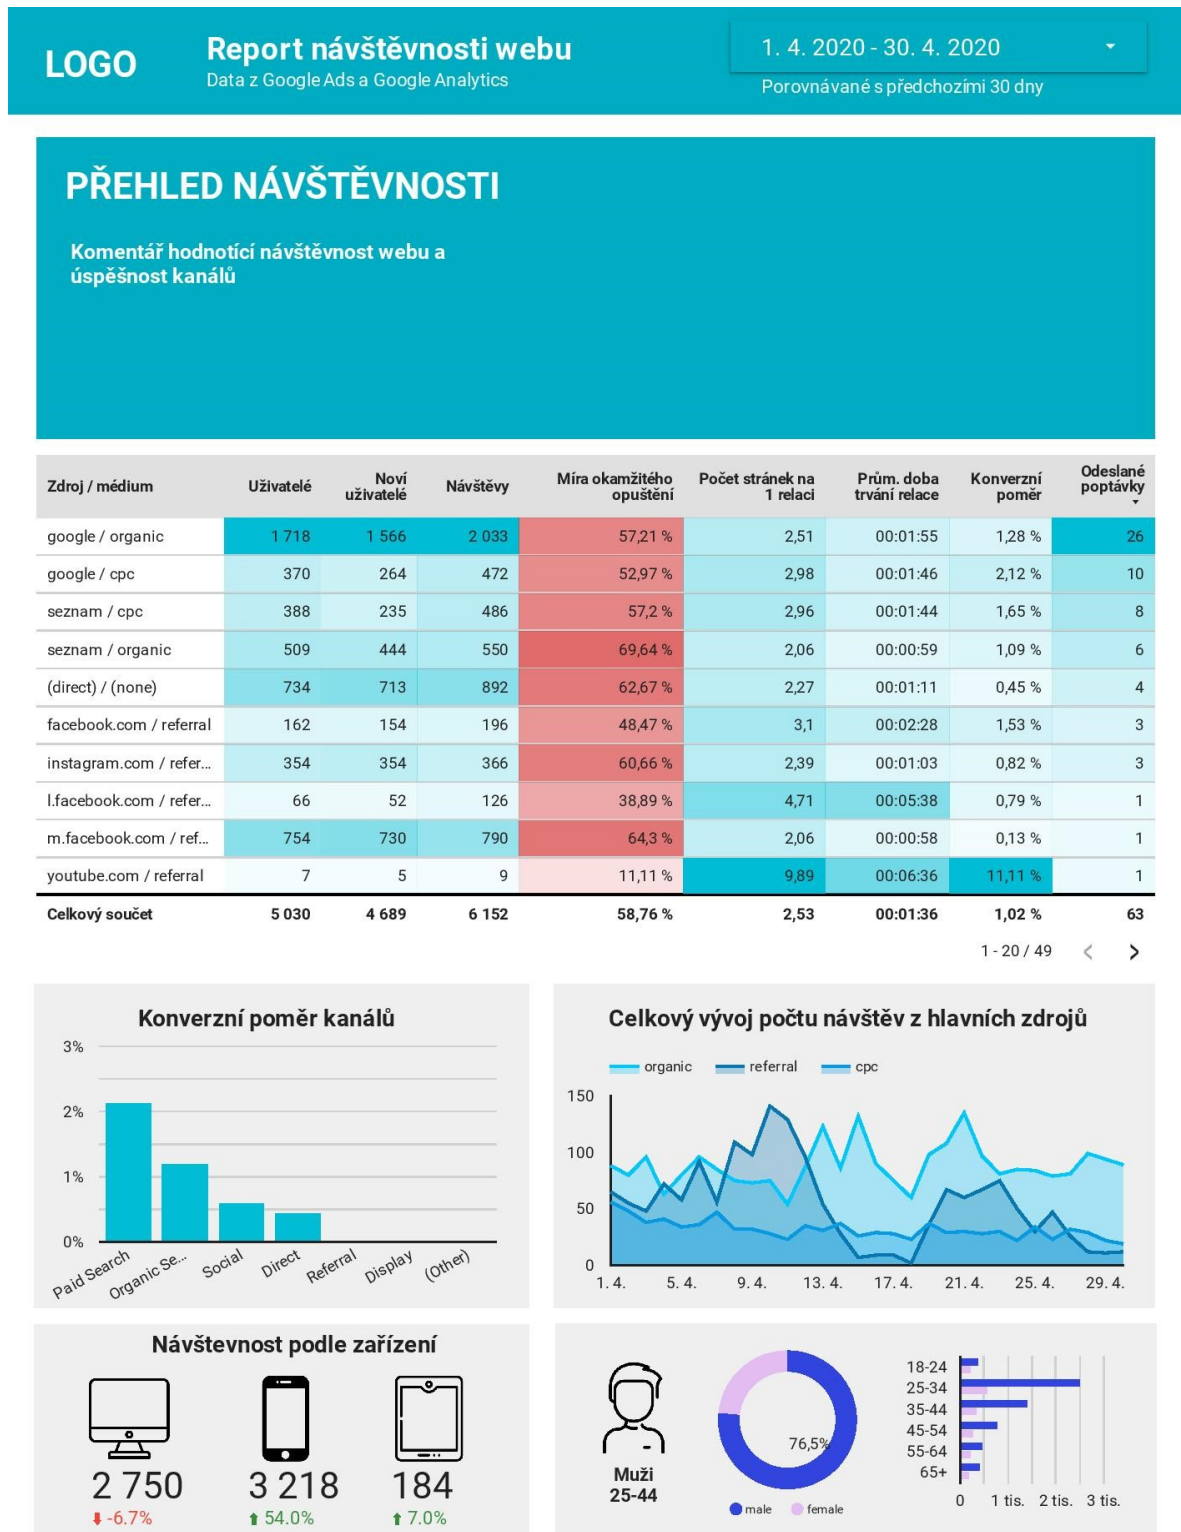 LOGO
Report návštěvnosti webu
Data z Google Ads a Google Analytics
1. 4. 2020 - 30. 4. 2020
Porovnávané s předchozími 30 dny
PŘEHLED NÁVŠTĚVNOSTI
Komentář hodnotící návštěvnost webu a
úspěšnost kanálů
Zdroj / médium Uživatelé Noví uživatelé Návštěvy Míra okamžitého opuštění Počet stránek na 1 relaci Prům. doba trvání relace Konverzní poměr Odeslané poptávky
google / organic 1 718 1 566 2 033 57,21 % 2,51 00:01:55 1,28 % 26
google / cpc 370 264 472 52,97 % 2,98 00:01:46 2,12 % 10
seznam / cpc 388 235 486 57,2 % 2,96 00:01:44 1,65 % 8
seznam / organic 509 444 550 69,64 % 2,06 00:00:59 1,09 % 6
(direct) / (none) 734 713 892 62,67 % 2,27 00:01:11 0,45 % 4
facebook.com / referral 162 154 196 48,47 % 3,1 00:02:28 1,53 % 3
instagram.com / refer... 354 354 366 60,66 % 2,39 00:01:03 0,82 % 3
l.facebook.com / refer... 66 52 126 38,89 % 4,71 00:05:38 0,79 % 1
m.facebook.com / ref... 754 730 790 64,3 % 2,06 00:00:58 0,13 % 1
youtube.com / referral 7 5 9 11,11 % 9,89 00:06:36 11,11 % 1
Celkový součet 5 030 4 689 6 152 58,76 % 2,53 00:01:36 1,02 % 63
1 - 20 / 49
Konverzní poměr kanálů
3%
2%
1%
0%
Paid Search Organic Se... Social Direct Referral Display (Other)
Celkový vývoj počtu návštěv z hlavních zdrojů
organic referral cpc
150
100
50
0
1. 4. 5. 4. 9. 4. 13. 4. 17. 4. 21. 4. 25. 4. 29. 4.
Návštevnost podle zařízení
2 750 3 218 184
-6.7% 54.0% 7.0%
Muži
25-44
76,5%
male female
18-24
25-34
35-44
45-54
55-64
65+
0 1 tis. 2 tis. 3 tis.